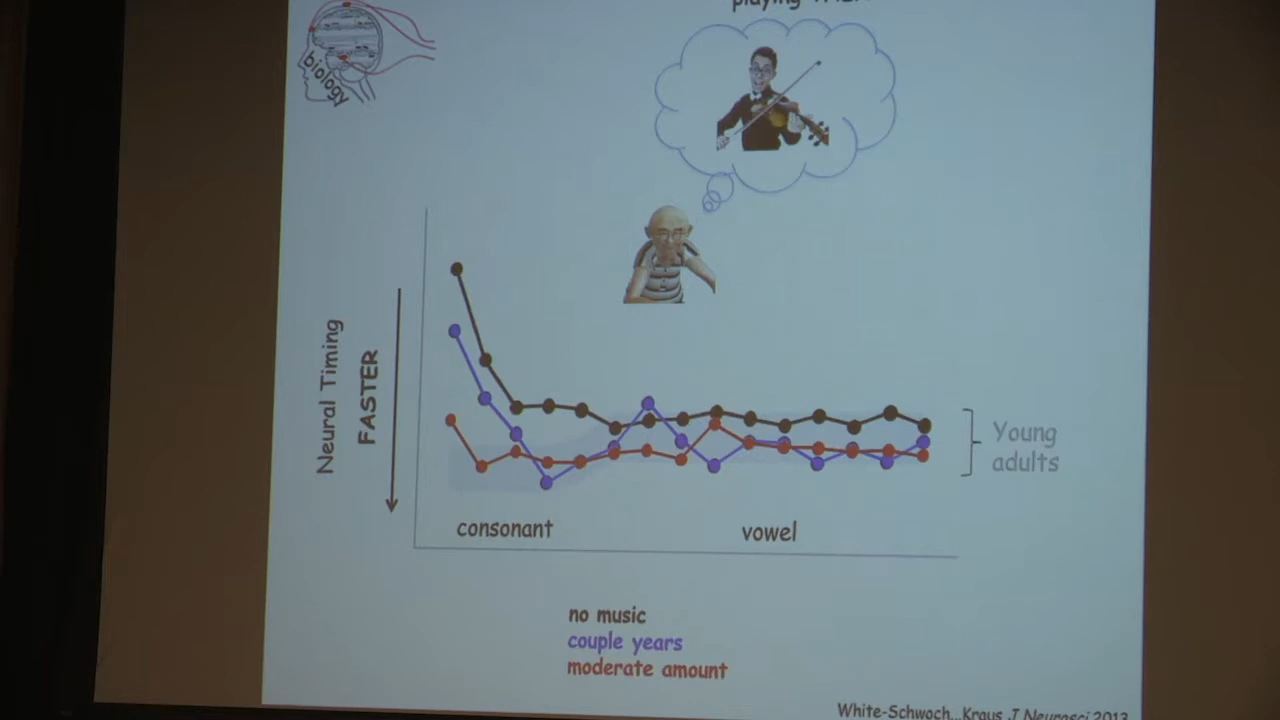 playing
biology
Neural Timing
FASTER
Young
adults
consonant
vowel
no music
couple years
moderate amount
White-Schwoch...Kraus J Neurosci 2013